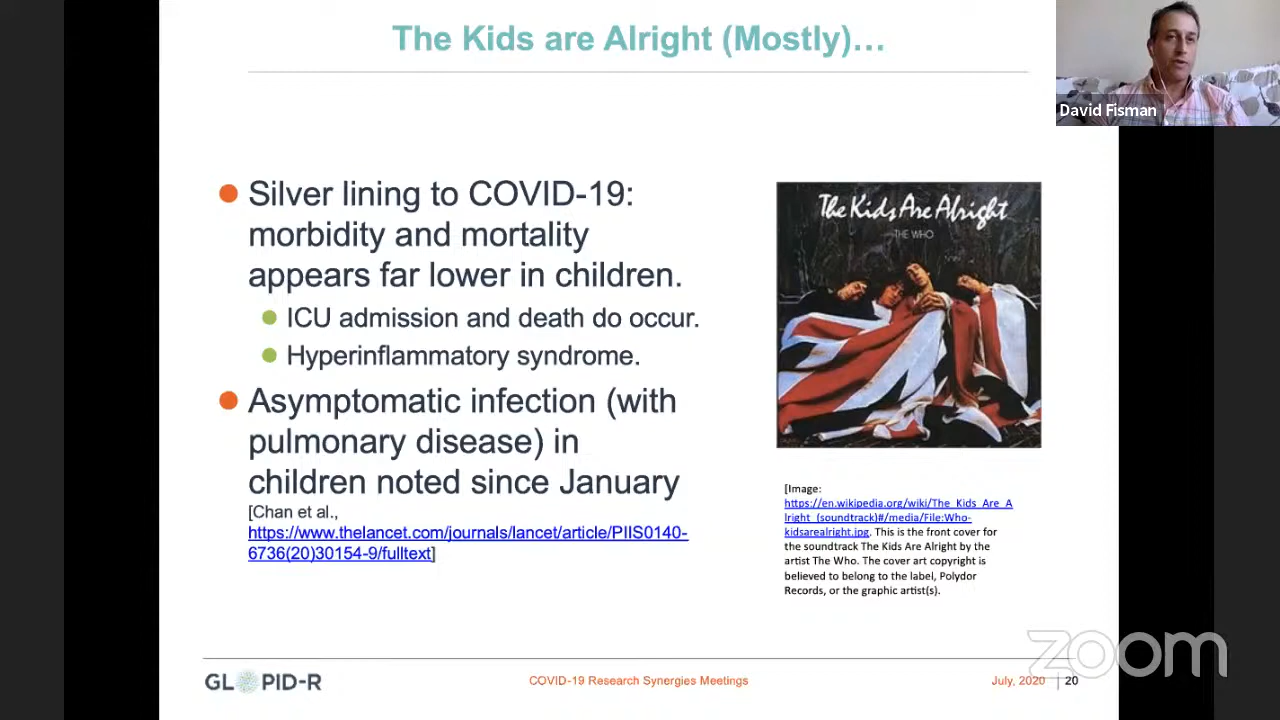 The Kids are Alright (Mostly)…
David Fisman
Silver lining to COVID-19:
morbidity and mortality
appears far lower in children.
ICU admission and death do occur.
Hyperinflammatory syndrome.
Asymptomatic infection (with
pulmonary disease) in
children noted since January
[Chan et al.,
https://www.thelancet.com/journals/lancet/article/PIIS0140-
6736(20)30154-9/fulltext]
The Kids Are Alright
THE WHO
[Image:
https://en.wikipedia.org/wiki/The_Kids_Are_A
lright_(soundtrack)#/media/File:Who-
kidsarealright.jpg. This is the front cover for
the soundtrack The Kids Are Alright by the
artist The Who. The cover art copyright is
believed to belong to the label, Polydor
Records, or the graphic artist(s).
zoom
GLOPID-R
COVID-19 Research Synergies Meetings
July, 2020
20